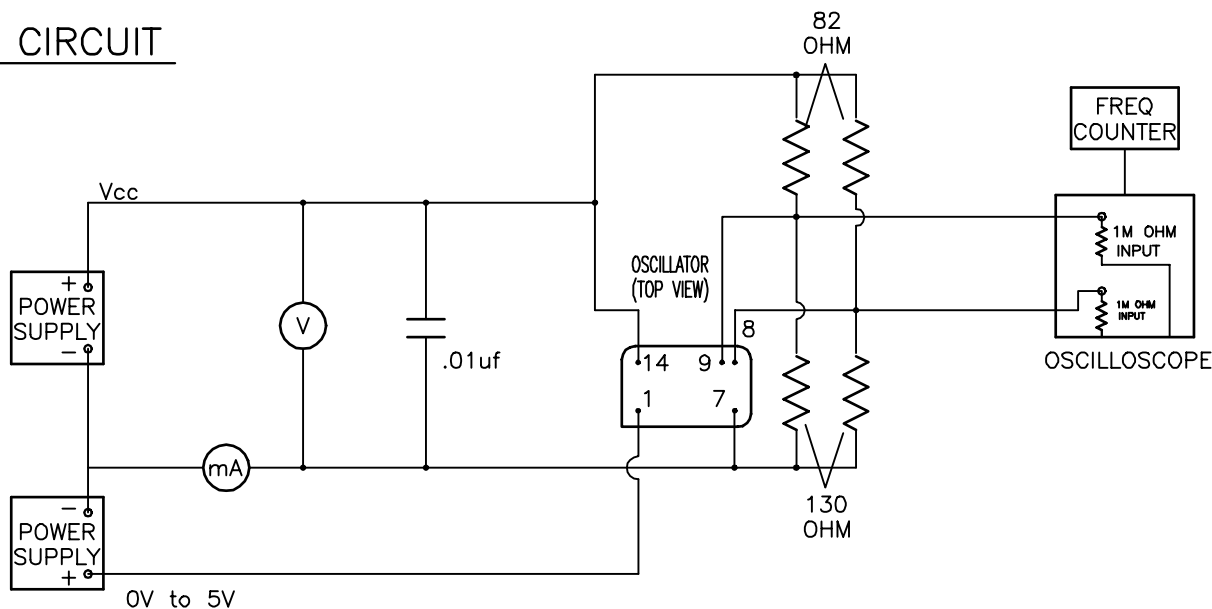 CIRCUIT
82
OHM
FREQ
COUNTER
Vcc
1M OHM
INPUT
OSCILLATOR
(TOP VIEW)
+
POWER
SUPPLY
−
V
.01uf
8
1M OHM
INPUT
OSCILLOSCOPE
14
9
1
7
mA
130
OHM
−
POWER
SUPPLY
+
0V to 5V